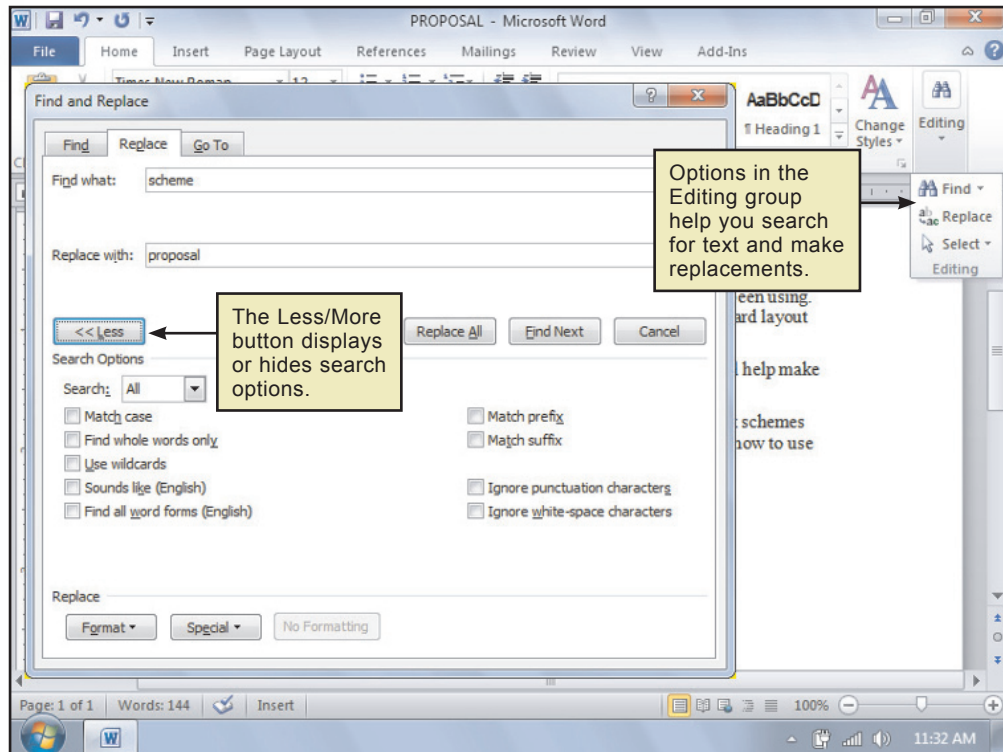 PROPOSAL - Microsoft Word
File Home Insert Page Layout References Mailings Review View Add-Ins
Times New Roman 12
AaBbCcD
¶ Heading 1
Change
Styles
Editing
Find and Replace
Find Replace Go To
Find what: scheme
Replace with: proposal
<< Less
Replace All Find Next Cancel
The Less/More
button displays
or hides search
options.
Options in the
Editing group
help you search
for text and make
replacements.
Find
Replace
Select
Editing
een using.
ard layout
help make
schemes
how to use
Search Options
Search: All
Match case
Find whole words only
Use wildcards
Sounds like (English)
Find all word forms (English)
Match prefix
Match suffix
Ignore punctuation characters
Ignore white-space characters
Replace
Format Special No Formatting
Page: 1 of 1 Words: 144 Insert 100%
11:32 AM